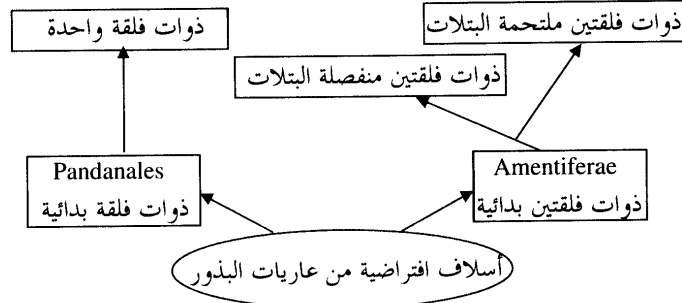 ذوات فلقتين ملتحمة البتلات
ذوات فلقة واحدة
ذوات فلقتين منفصلة البتلات
Amentiferae
ذوات فلقتين بدائية
Pandanales
ذوات فلقة بدائية
أسلاف افتراضية من عاريات البذور